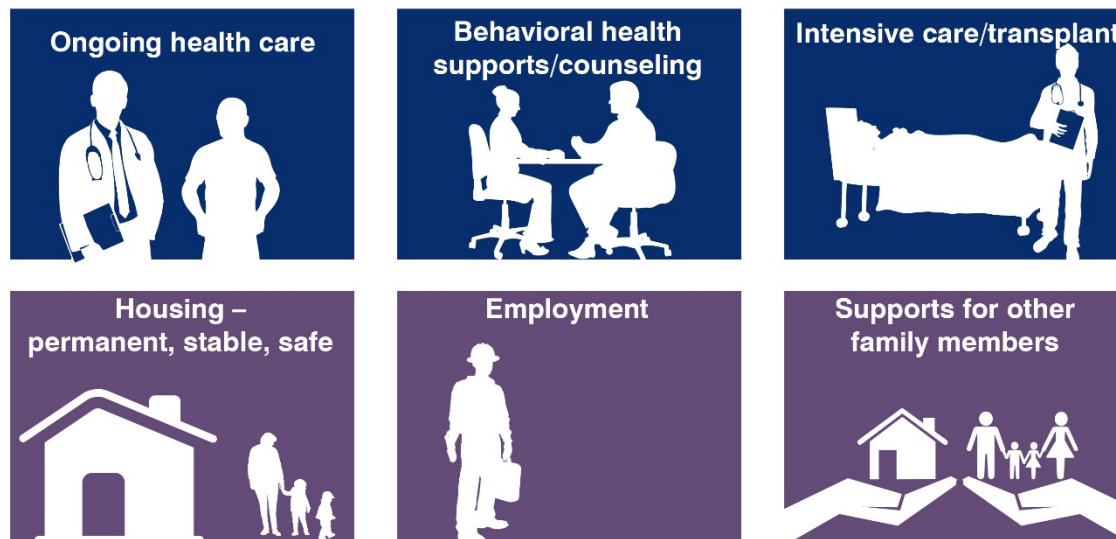 Ongoing health care
Behavioral health
supports/counseling
Intensive care/transplant
Housing –
permanent, stable, safe
Employment
Supports for other
family members